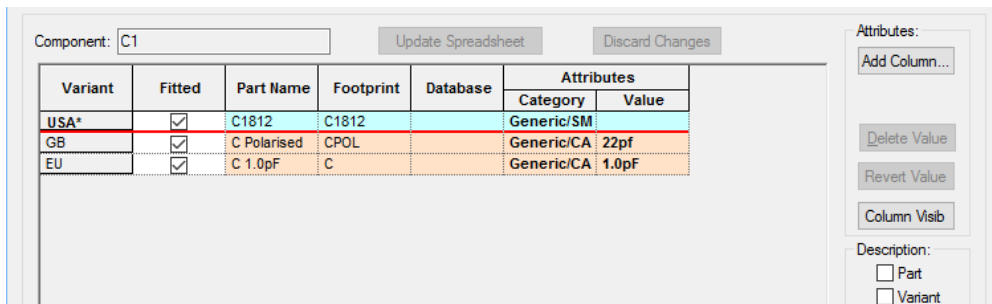 Component: C1 Update Spreadsheet Discard Changes
Attributes:
Add Column...
Variant Fitted Part Name Footprint Database Attributes
Category Value
USA* C1812 C1812 Generic/SM
GB C Polarised CPOL Generic/CA 22pf
EU C 1.0pF C Generic/CA 1.0pF
Delete Value
Revert Value
Column Visib
Description:
Part
Variant